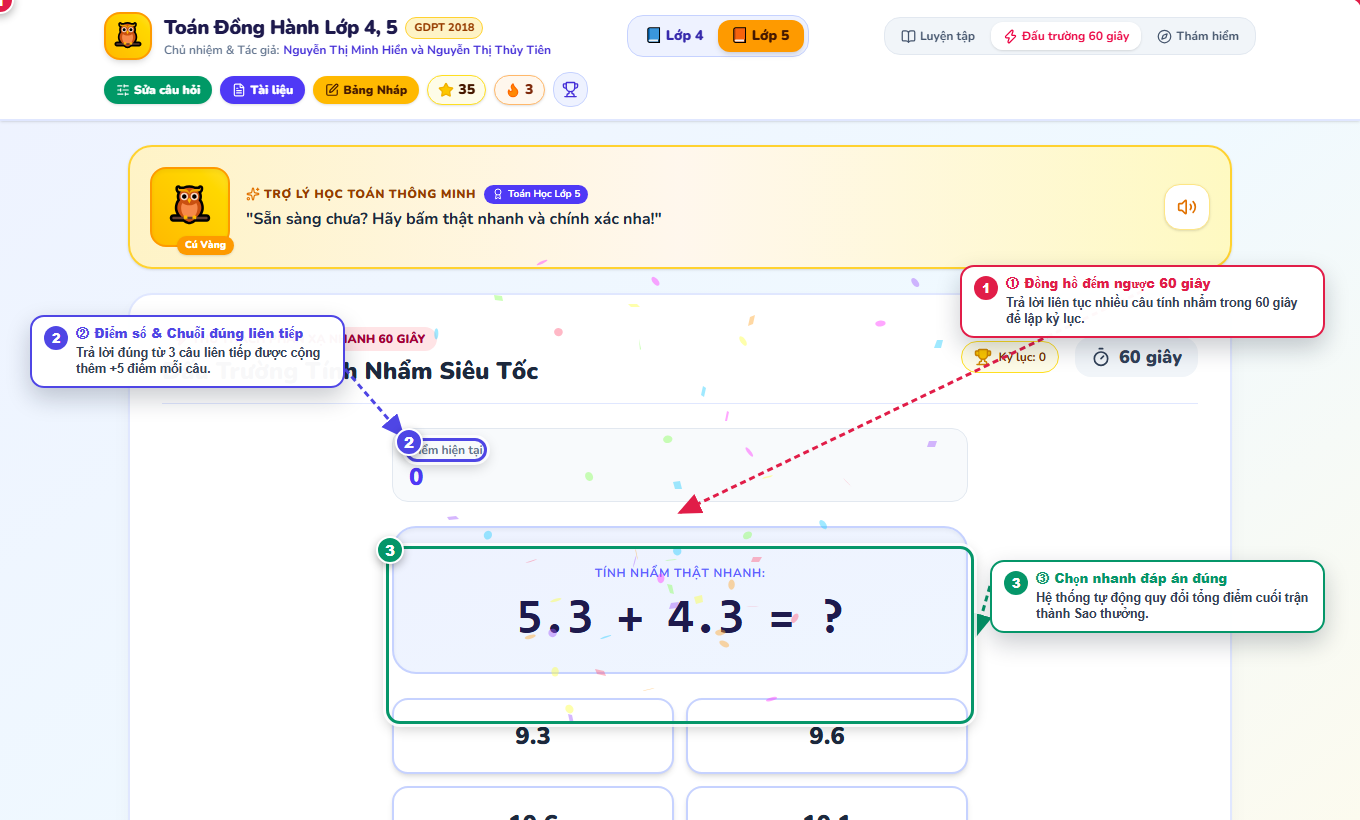 Toán Đồng Hành Lớp 4, 5 GDPT 2018
Chủ nhiệm & Tác giả: Nguyễn Thị Minh Hiền và Nguyễn Thị Thủy Tiên
Lớp 4 Lớp 5
Luyện tập Đấu trường 60 giây Thám hiểm
Sửa câu hỏi Tài liệu Bảng Nháp 35 3
TRỢ LÝ HỌC TOÁN THÔNG MINH Toán Học Lớp 5
"Sẵn sàng chưa? Hãy bấm thật nhanh và chính xác nha!"
Cú Vàng
1 ① Đồng hồ đếm ngược 60 giây
Trả lời liên tục nhiều câu tính nhẩm trong 60 giây
để lập kỷ lục.
2 ② Điểm số & Chuỗi đúng liên tiếp
Trả lời đúng từ 3 câu liên tiếp được cộng
thêm +5 điểm mỗi câu.
NHANH 60 GIÂY
Trường Tính Nhẩm Siêu Tốc
Kỷ lục: 0 60 giây
2 Điểm hiện tại
0
3
TÍNH NHẨM THẬT NHANH:
5.3 + 4.3 = ?
3 ③ Chọn nhanh đáp án đúng
Hệ thống tự động quy đổi tổng điểm cuối trận
thành Sao thưởng.
9.3 9.6
10.6 10.1